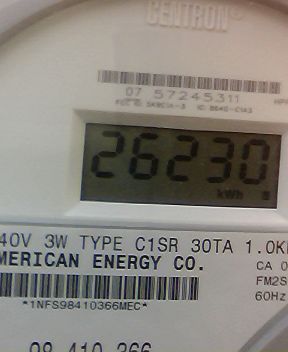 CENTRON®
07 57245311
26230
kWh
40V 3W TYPE C1SR 30TA 1.0K
MERICAN ENERGY CO.
CA 0
FM2S
60Hz
*1NFS98410366MEC*
98 410 366